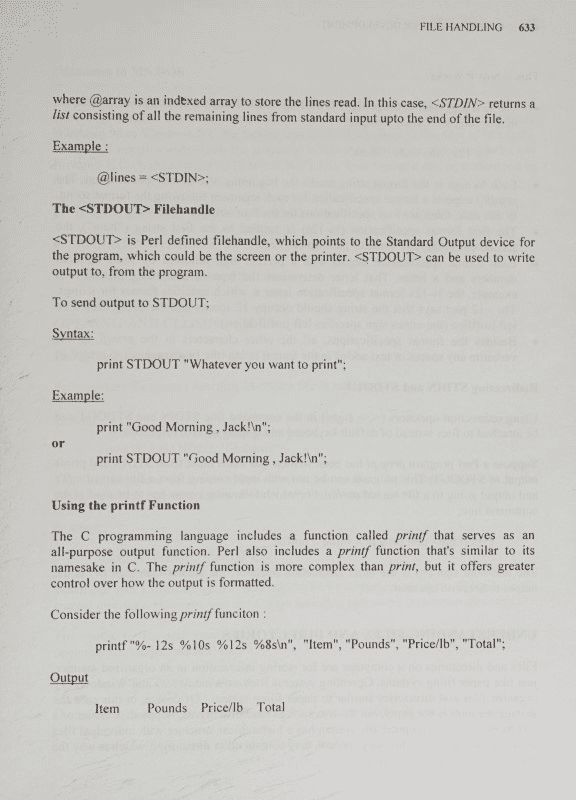 FILE HANDLING 633
where @array is an indexed array to store the lines read. In this case, <STDIN> returns a
list consisting of all the remaining lines from standard input upto the end of the file.
Example :
@lines = <STDIN>;
The <STDOUT> Filehandle
<STDOUT> is Perl defined filehandle, which points to the Standard Output device for
the program, which could be the screen or the printer. <STDOUT> can be used to write
output to, from the program.
To send output to STDOUT;
Syntax:
print STDOUT "Whatever you want to print";
Example:
print "Good Morning , Jack!\n";
or
print STDOUT "Good Morning , Jack!\n";
Using the printf Function
The C programming language includes a function called printf that serves as an
all-purpose output function. Perl also includes a printf function that's similar to its
namesake in C. The printf function is more complex than print, but it offers greater
control over how the output is formatted.
Consider the following printf funciton :
printf "%- 12s %10s %12s %8s\n", "Item", "Pounds", "Price/lb", "Total";
Output
Item Pounds Price/lb Total